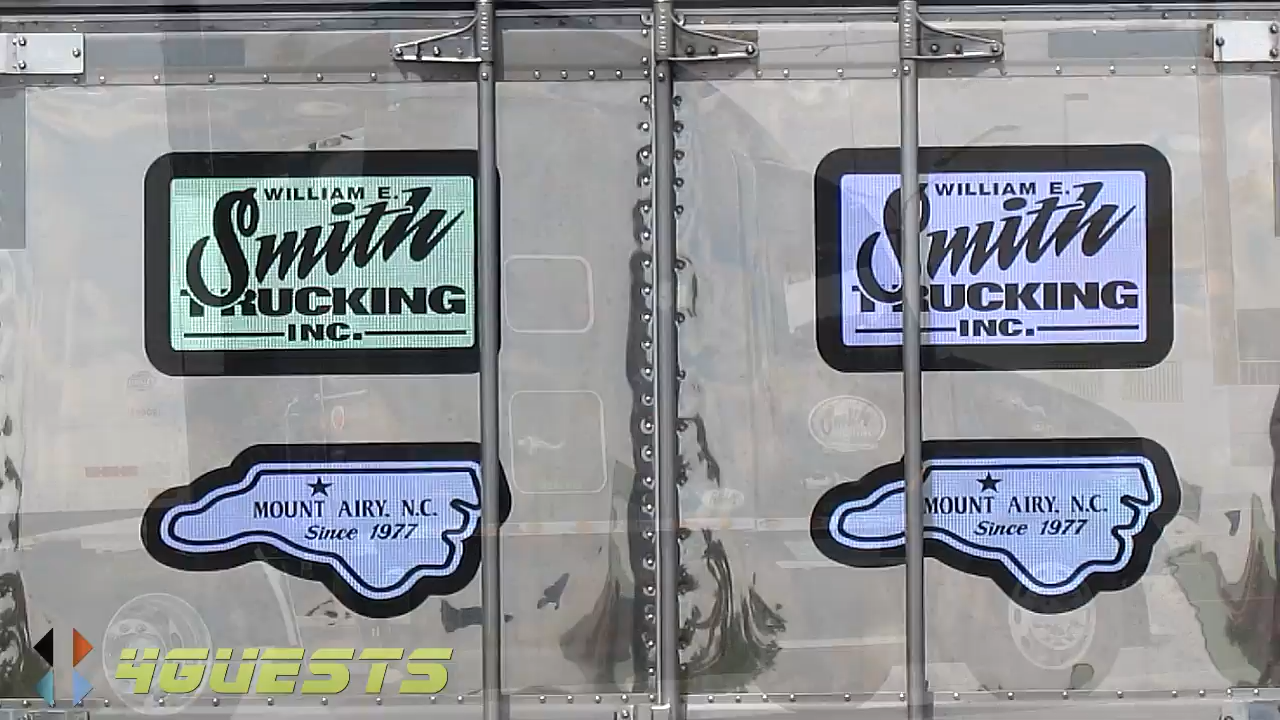 WILLIAM E.
Smith
TRUCKING
INC.
WILLIAM E.
Smith
TRUCKING
INC.
MOUNT AIRY, N.C.
Since 1977
MOUNT AIRY, N.C.
Since 1977
4GUESTS